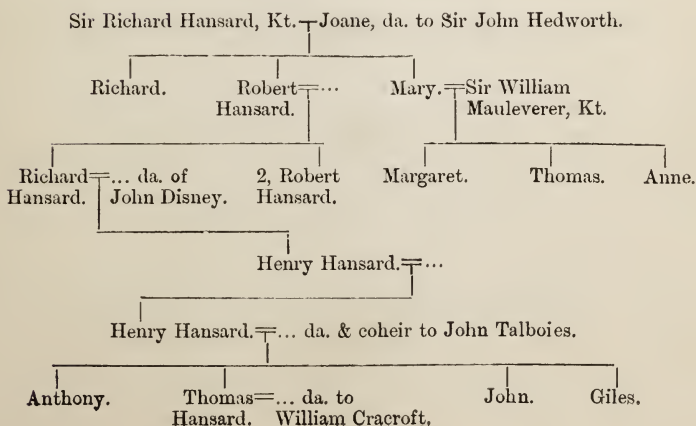 Sir Richard Hansard, Kt. Joane, da. to Sir John Hedworth.
Richard. Robert ... Mary. Sir William
Hansard. Mauleverer, Kt.
Richard ... da. of 2, Robert Margaret. Thomas. Anne.
Hansard. John Disney. Hansard.
Henry Hansard. ...
Henry Hansard. ... da. & coheir to John Talboies.
Anthony. Thomas ... da. to John. Giles.
Hansard. William Cracroft.